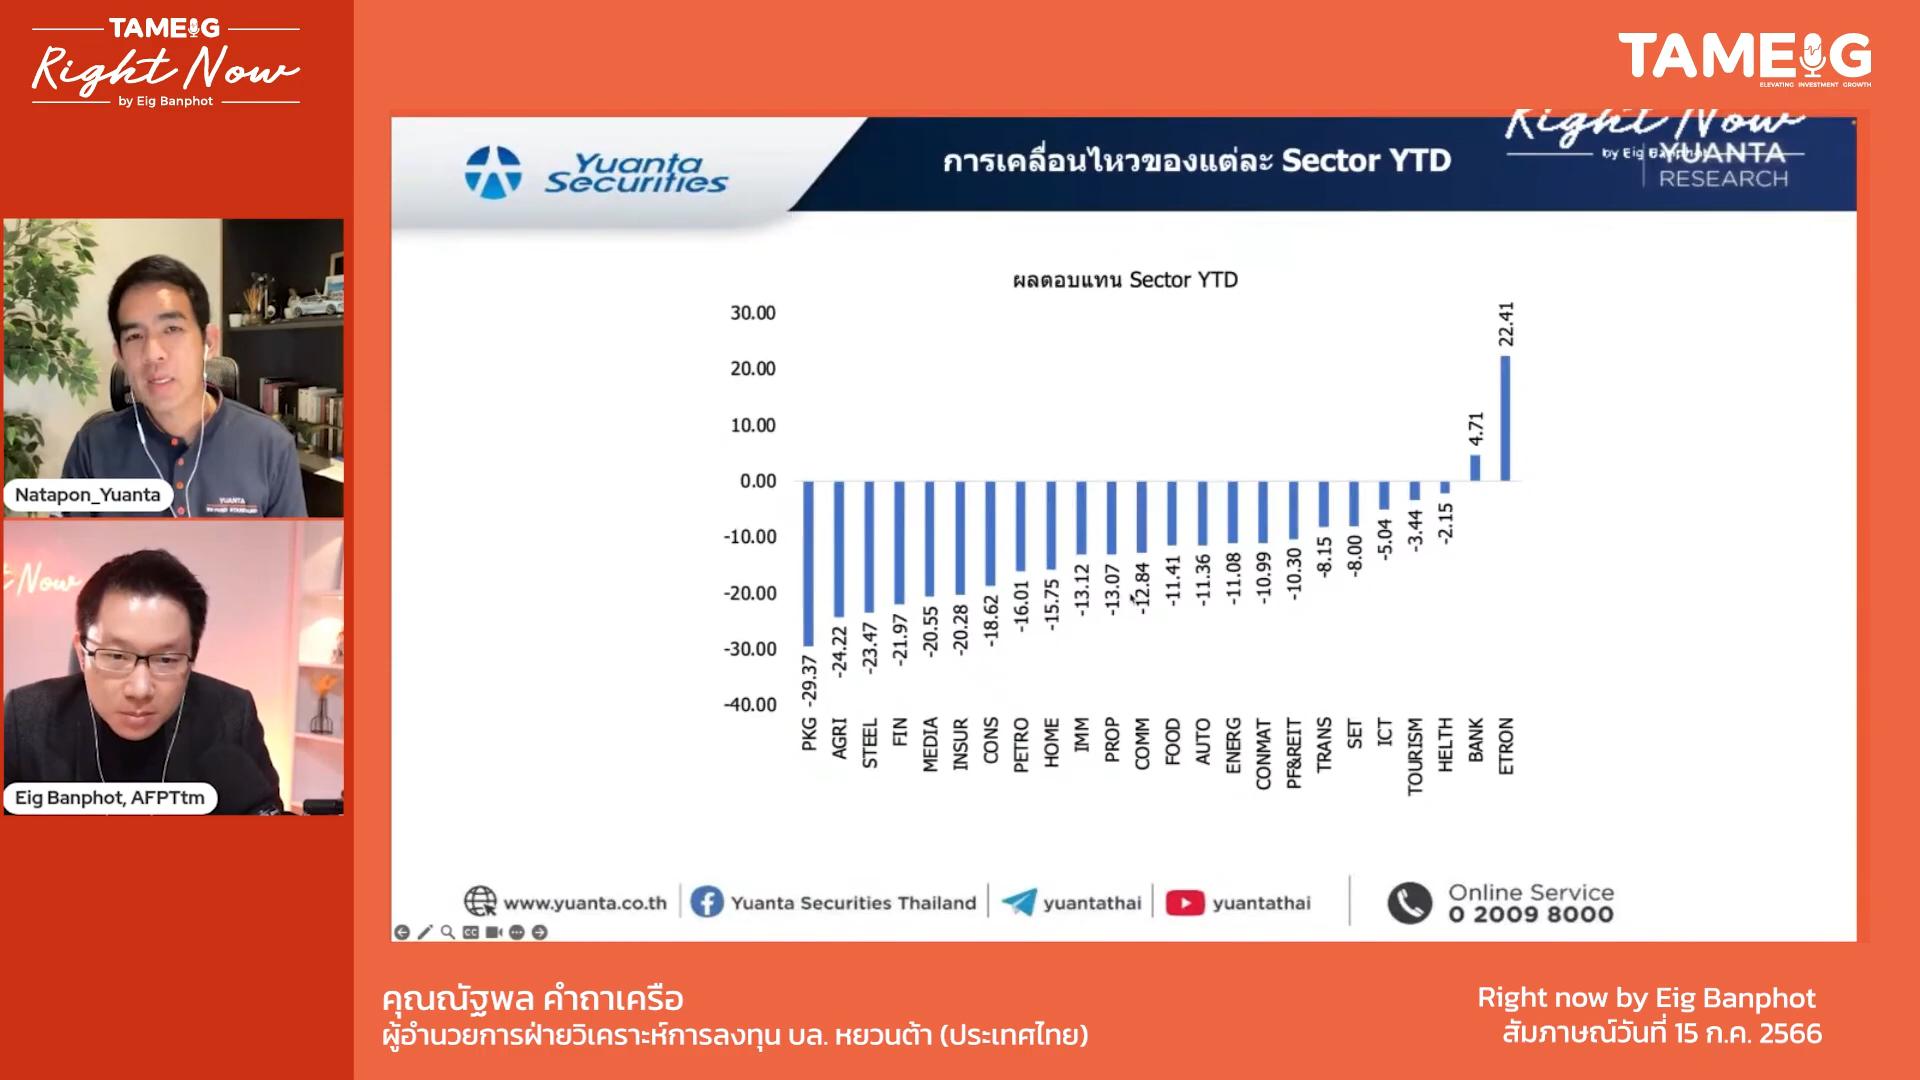 TAMEIG
Right Now
by Eig Banphot
TAMEIG
ELEVATING INVESTMENT GROWTH
Yuanta
Securities
การเคลื่อนไหวของแต่ละ Sector YTD
Right Now
by Eig Banphot
YUANTA
RESEARCH
Natapon_Yuanta
YUANTA
Now
Eig Banphot, AFPTtm
ผลตอบแทน Sector YTD
30.00
20.00
10.00
0.00
-10.00
-20.00
-30.00
-40.00
-29.37
-24.22
-23.47
-21.97
-20.55
-20.28
-18.62
-16.01
-15.75
-13.12
-13.07
-12.84
-11.41
-11.36
-11.08
-10.99
-10.30
-8.15
-8.00
-5.04
-3.44
-2.15
4.71
22.41
PKG
AGRI
STEEL
FIN
MEDIA
INSUR
CONS
PETRO
HOME
IMM
PROP
COMM
FOOD
AUTO
ENERG
CONMAT
PF&REIT
TRANS
SET
ICT
TOURISM
HELTH
BANK
ETRON
www.yuanta.co.th
Yuanta Securities Thailand
yuantathai
yuantathai
Online Service
0 2009 8000
คุณณัฐพล คำถาเครือ
ผู้อำนวยการฝ่ายวิเคราะห์การลงทุน บล. หยวนต้า (ประเทศไทย)
Right now by Eig Banphot
สัมภาษณ์วันที่ 15 ก.ค. 2566